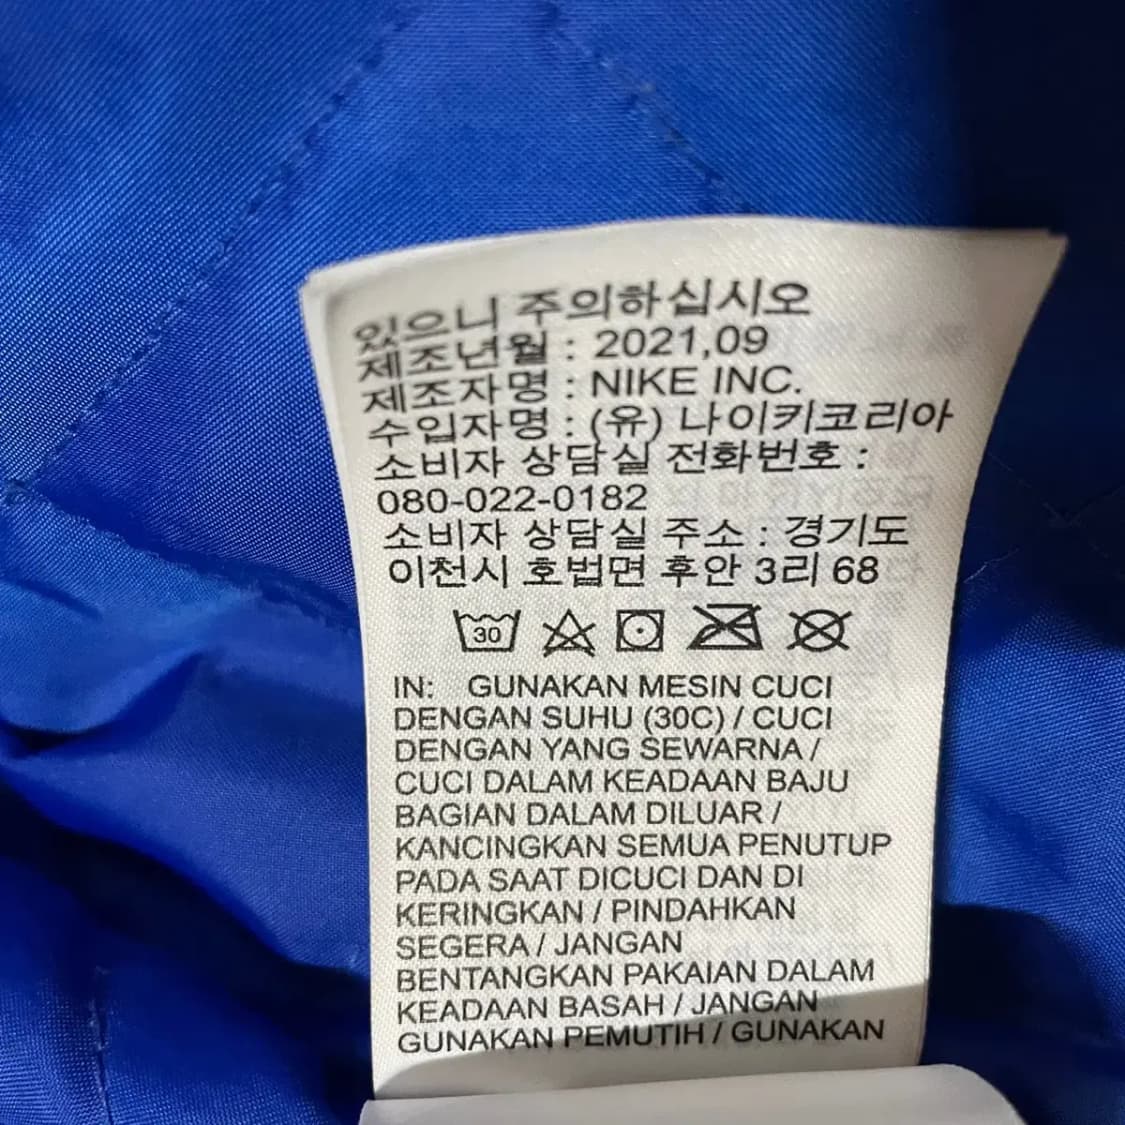 있으니 주의하십시오
제조년월 : 2021,09
제조자명 : NIKE INC.
수입자명 : (유) 나이키코리아
소비자 상담실 전화번호 :
080-022-0182
소비자 상담실 주소 : 경기도
이천시 호법면 후안 3리 68
30
IN: GUNAKAN MESIN CUCI
DENGAN SUHU (30C) / CUCI
DENGAN YANG SEWARNA /
CUCI DALAM KEADAAN BAJU
BAGIAN DALAM DILUAR /
KANCINGKAN SEMUA PENUTUP
PADA SAAT DICUCI DAN DI
KERINGKAN / PINDAHKAN
SEGERA / JANGAN
BENTANGKAN PAKAIAN DALAM
KEADAAN BASAH / JANGAN
GUNAKAN PEMUTIH / GUNAKAN